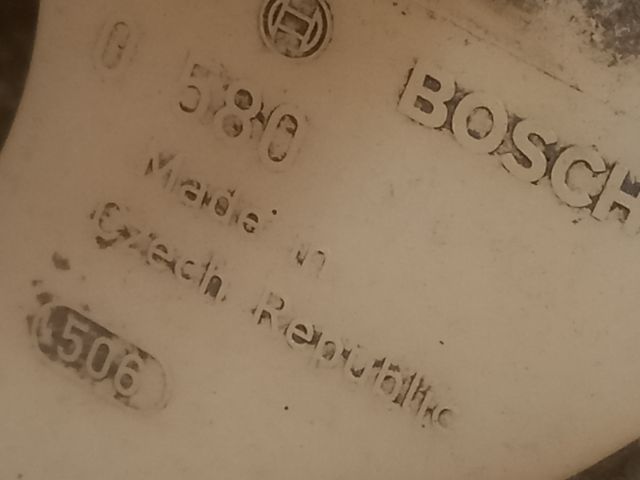 0 580
BOSCH
Made in
Czech Republic
506